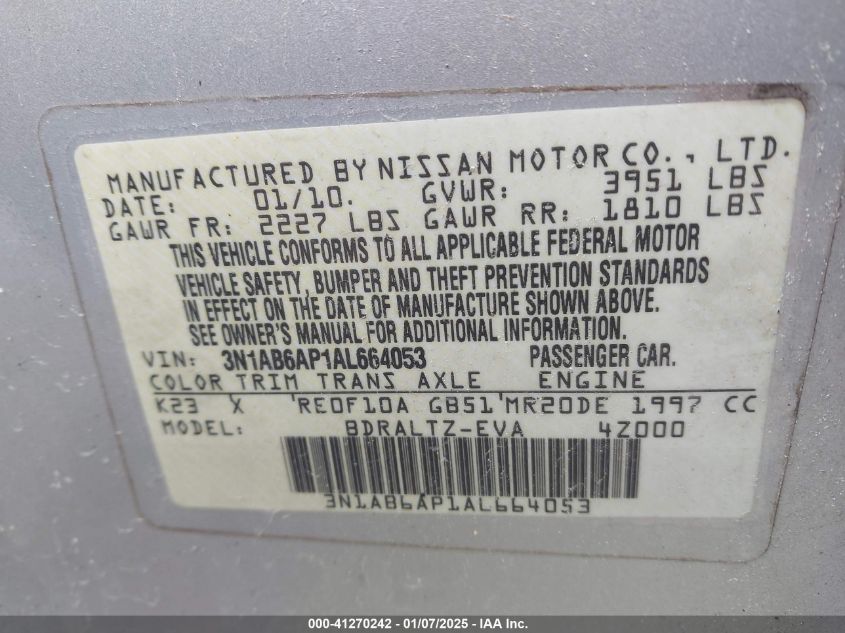 MANUFACTURED BY NISSAN MOTOR CO., LTD.
DATE: 01/10. GVWR: 3951 LBS
GAWR FR: 2227 LBS GAWR RR: 1810 LBS
THIS VEHICLE CONFORMS TO ALL APPLICABLE FEDERAL MOTOR
VEHICLE SAFETY, BUMPER AND THEFT PREVENTION STANDARDS
IN EFFECT ON THE DATE OF MANUFACTURE SHOWN ABOVE.
SEE OWNER'S MANUAL FOR ADDITIONAL INFORMATION.
VIN: 3N1AB6AP1AL664053 PASSENGER CAR.
COLOR TRIM TRANS AXLE ENGINE
K23 X 'RE0F10A GB51'MR20DE 1997 CC
MODEL: BDRALTZ-EVA 4Z000
3N1AB6AP1AL664053
000-41270242 - 01/07/2025 - IAA Inc.